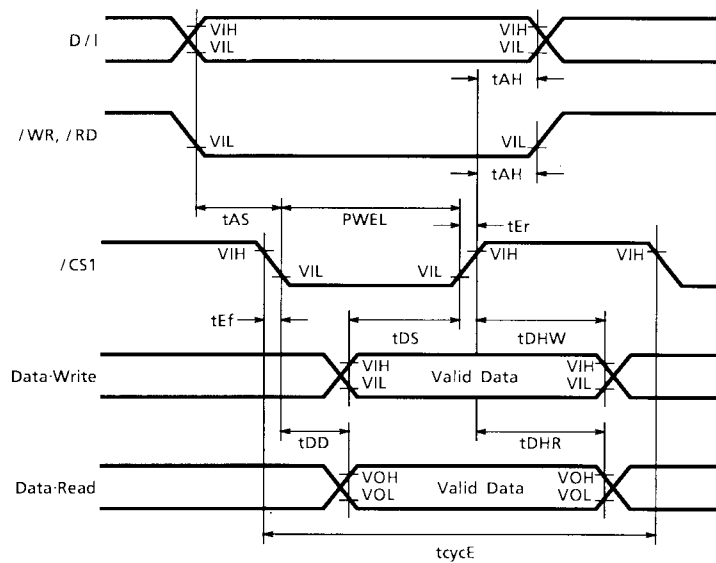 D/I
VIH
VIL
VIH
VIL
tAH
/WR, /RD
VIL
VIL
tAH
tAS
PWEL
tEr
/CS1
VIH
VIL
VIL
VIH
VIH
tEf
tDS
tDHW
Data·Write
VIH
VIL
Valid Data
VIH
VIL
tDD
tDHR
Data·Read
VOH
VOL
Valid Data
VOH
VOL
tcycE